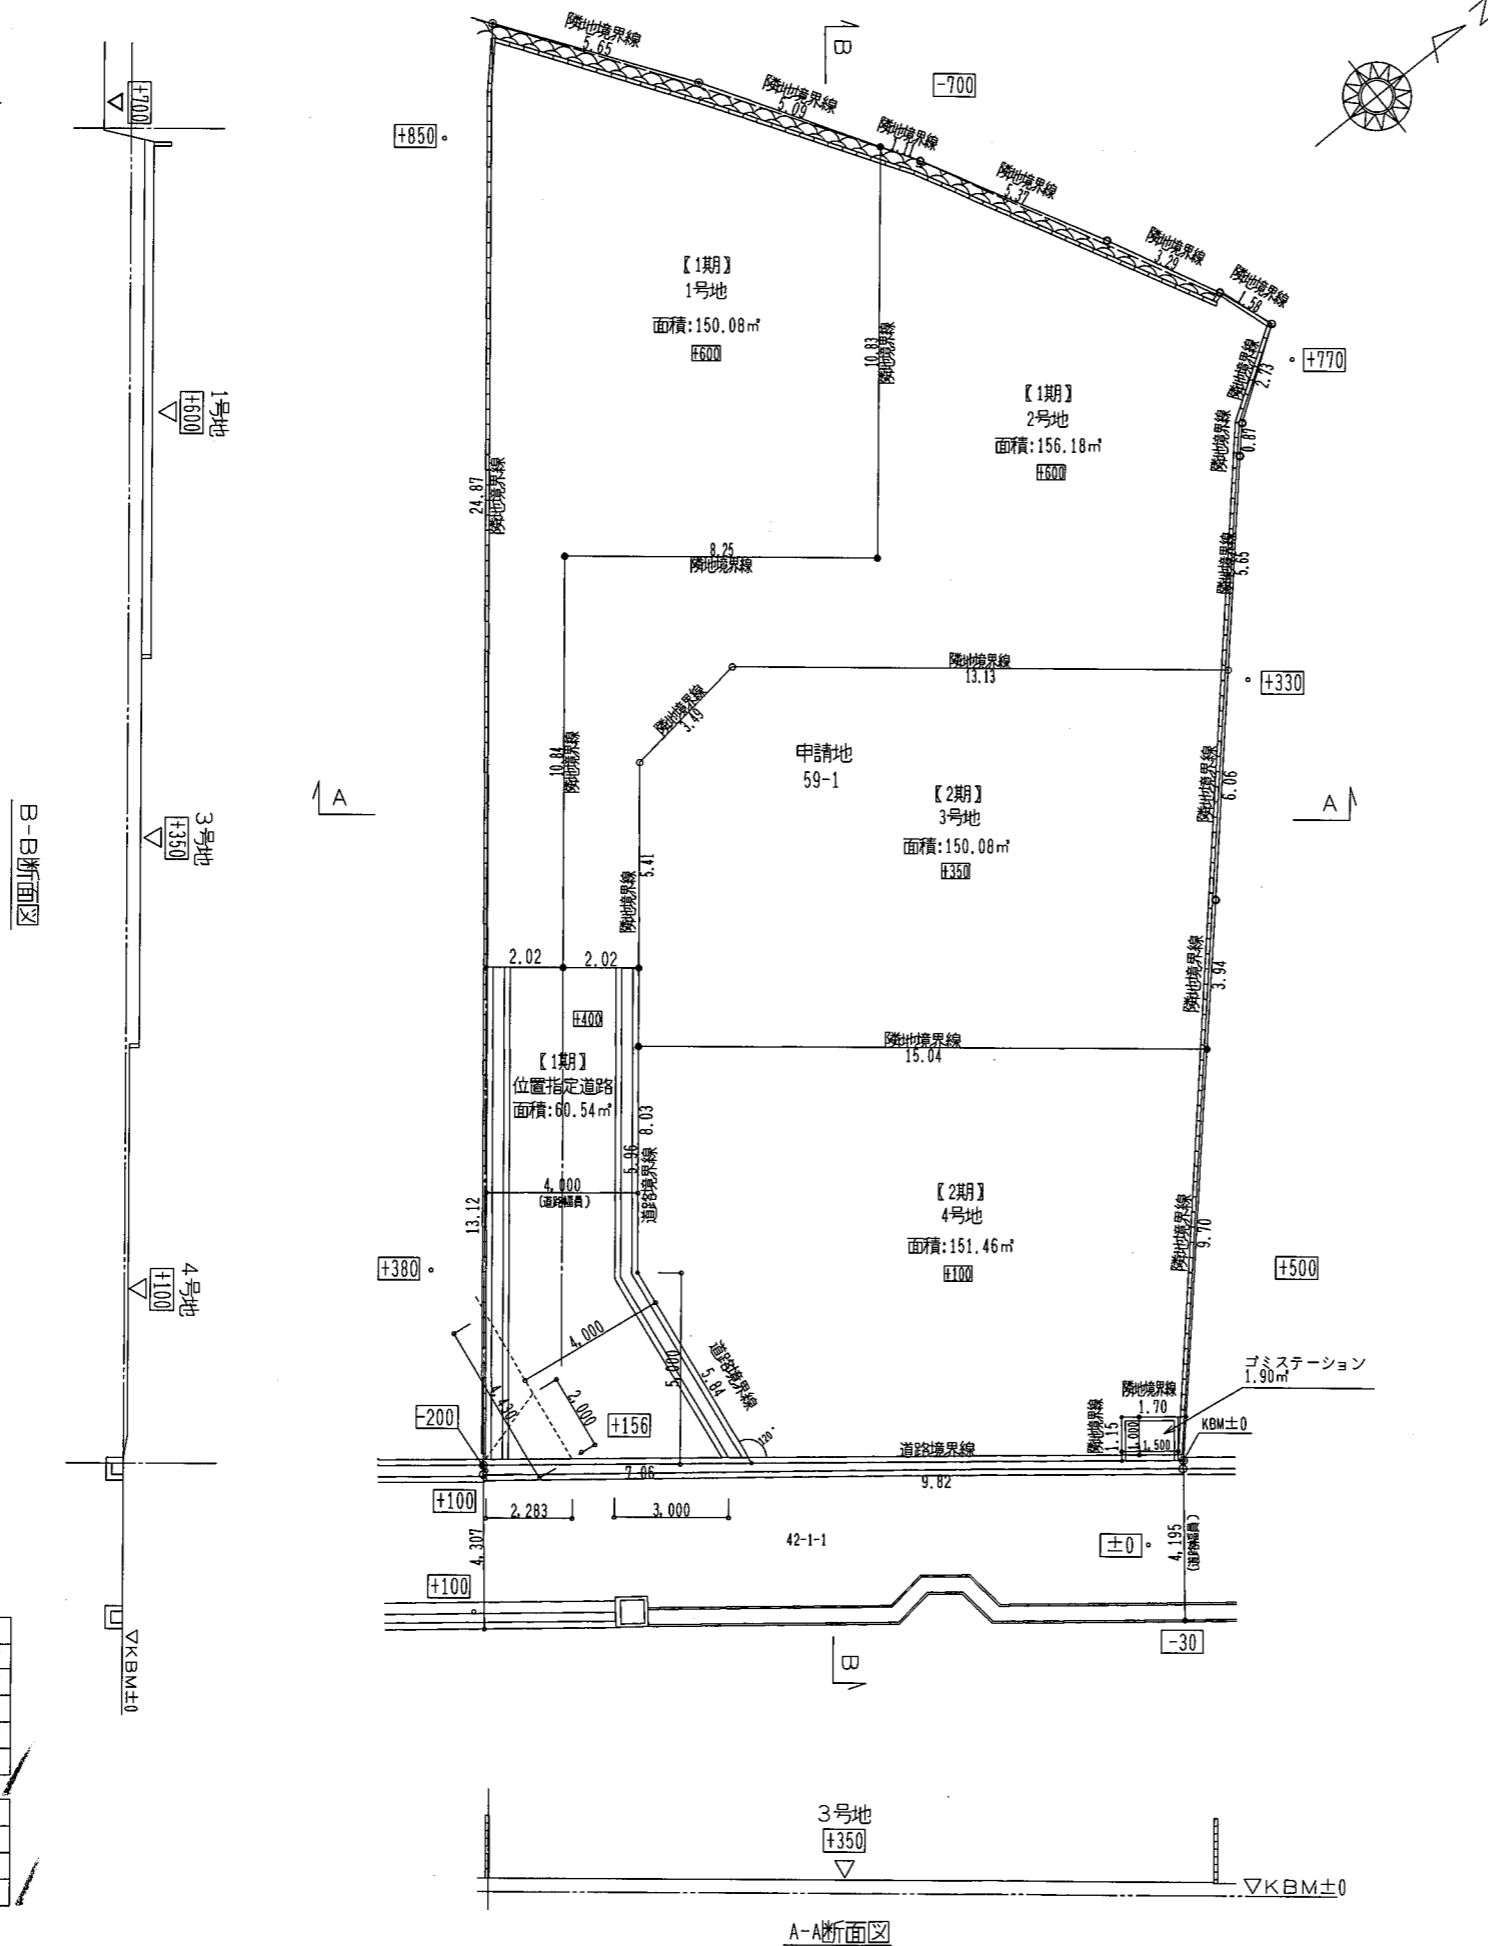 隣地境界線
5.65
隣地境界線
5.09
隣地境界線
1.11
隣地境界線
5.37
隣地境界線
3.29
隣地境界線
1.58
隣地境界線
2.73
隣地境界線
0.87
隣地境界線
5.65
B
-700
N
+850
+700
【1期】
1号地
面積:150.08㎡
+600
10.83
隣地境界線
+770
【1期】
2号地
面積:156.18㎡
+600
1号地
+600
24.87
隣地境界線
8.25
隣地境界線
隣地境界線
13.13
+330
隣地境界線
3.49
申請地
59-1
10.84
隣地境界線
A
A
【2期】
3号地
面積:150.08㎡
+350
隣地境界線
6.06
3号地
+350
B-B断面図
5.41
隣地境界線
隣地境界線
3.94
2.02
2.02
+400
【1期】
位置指定道路
面積:60.54㎡
隣地境界線
15.04
8.03
5.96
道路境界線
4,000
(道路幅員)
13.12
【2期】
4号地
面積:151.46㎡
+100
隣地境界線
9.70
+380
+500
4号地
+100
4,000
5,000
道路境界線
5.84
4,430
2,000
120°
-200
+156
ゴミステーション
1.90㎡
隣地境界線
1.70
隣地境界線
1.15
1,000
1,500
KBM±0
道路境界線
7.06
9.82
+100
2,283
3,000
4,307
42-1-1
±0
4,195
(道路幅員)
+100
-30
B
▽KBM±0
3号地
+350
▽KBM±0
A-A断面図